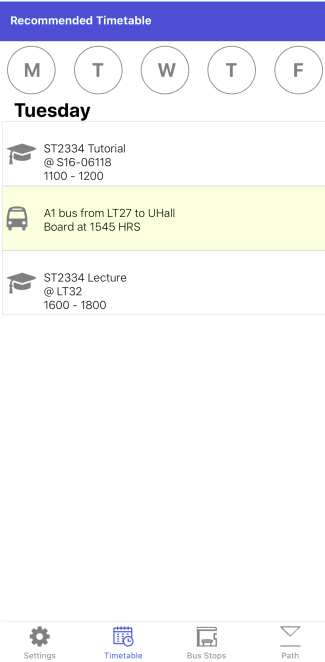 Recommended Timetable
M T W T F
Tuesday
ST2334 Tutorial
@ S16-06118
1100 - 1200
A1 bus from LT27 to UHall
Board at 1545 HRS
ST2334 Lecture
@ LT32
1600 - 1800
Settings Timetable Bus Stops Path